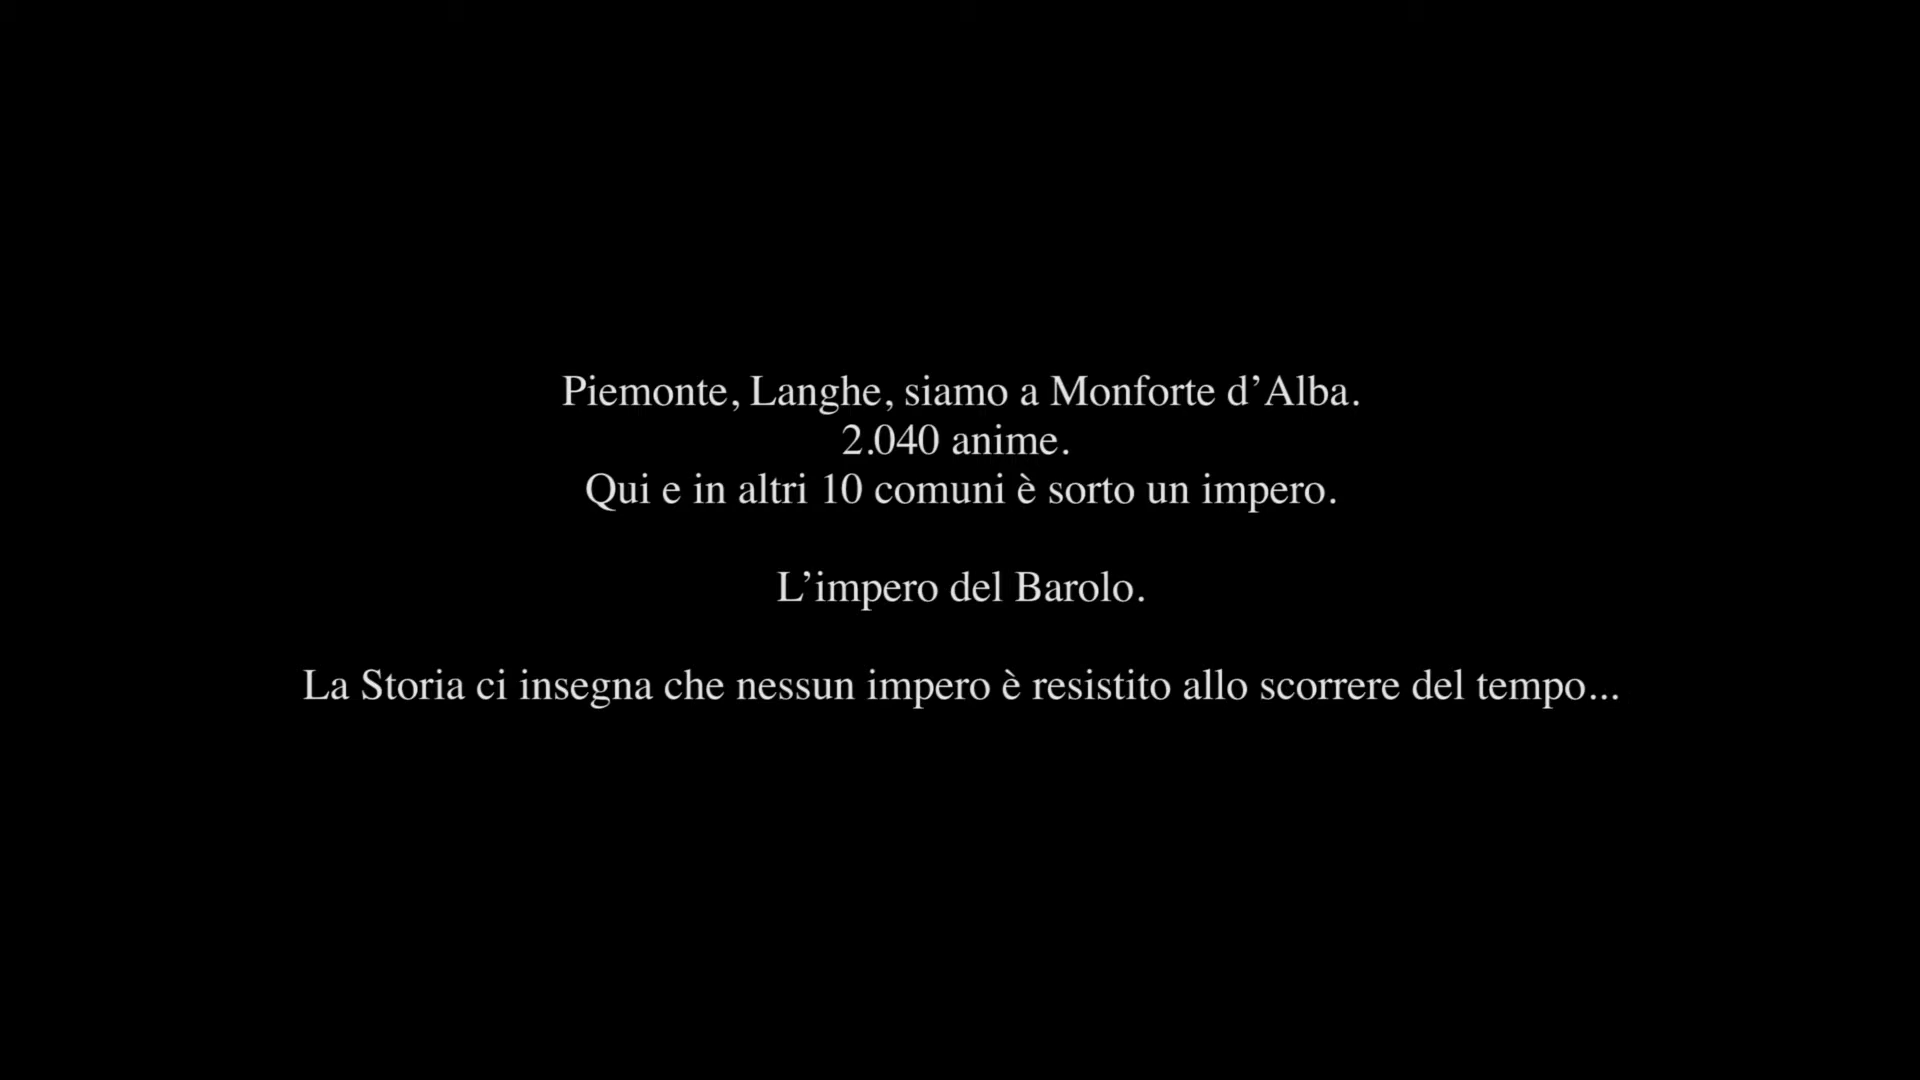 Piemonte, Langhe, siamo a Monforte d’Alba.
2.040 anime.
Qui e in altri 10 comuni è sorto un impero.
L’impero del Barolo.
La Storia ci insegna che nessun impero è resistito allo scorrere del tempo...